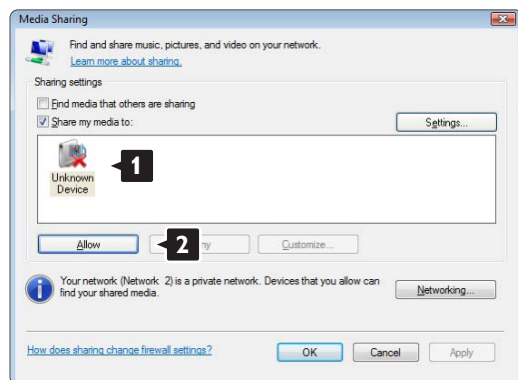 Media Sharing
Find and share music, pictures, and video on your network.
Learn more about sharing.
Sharing settings
Find media that others are sharing
Share my media to:
Settings...
Unknown
Device
1
Allow
2
Customize...
Your network (Network 2) is a private network. Devices that you allow can
find your shared media.
Networking...
How does sharing change firewall settings?
OK
Cancel
Apply